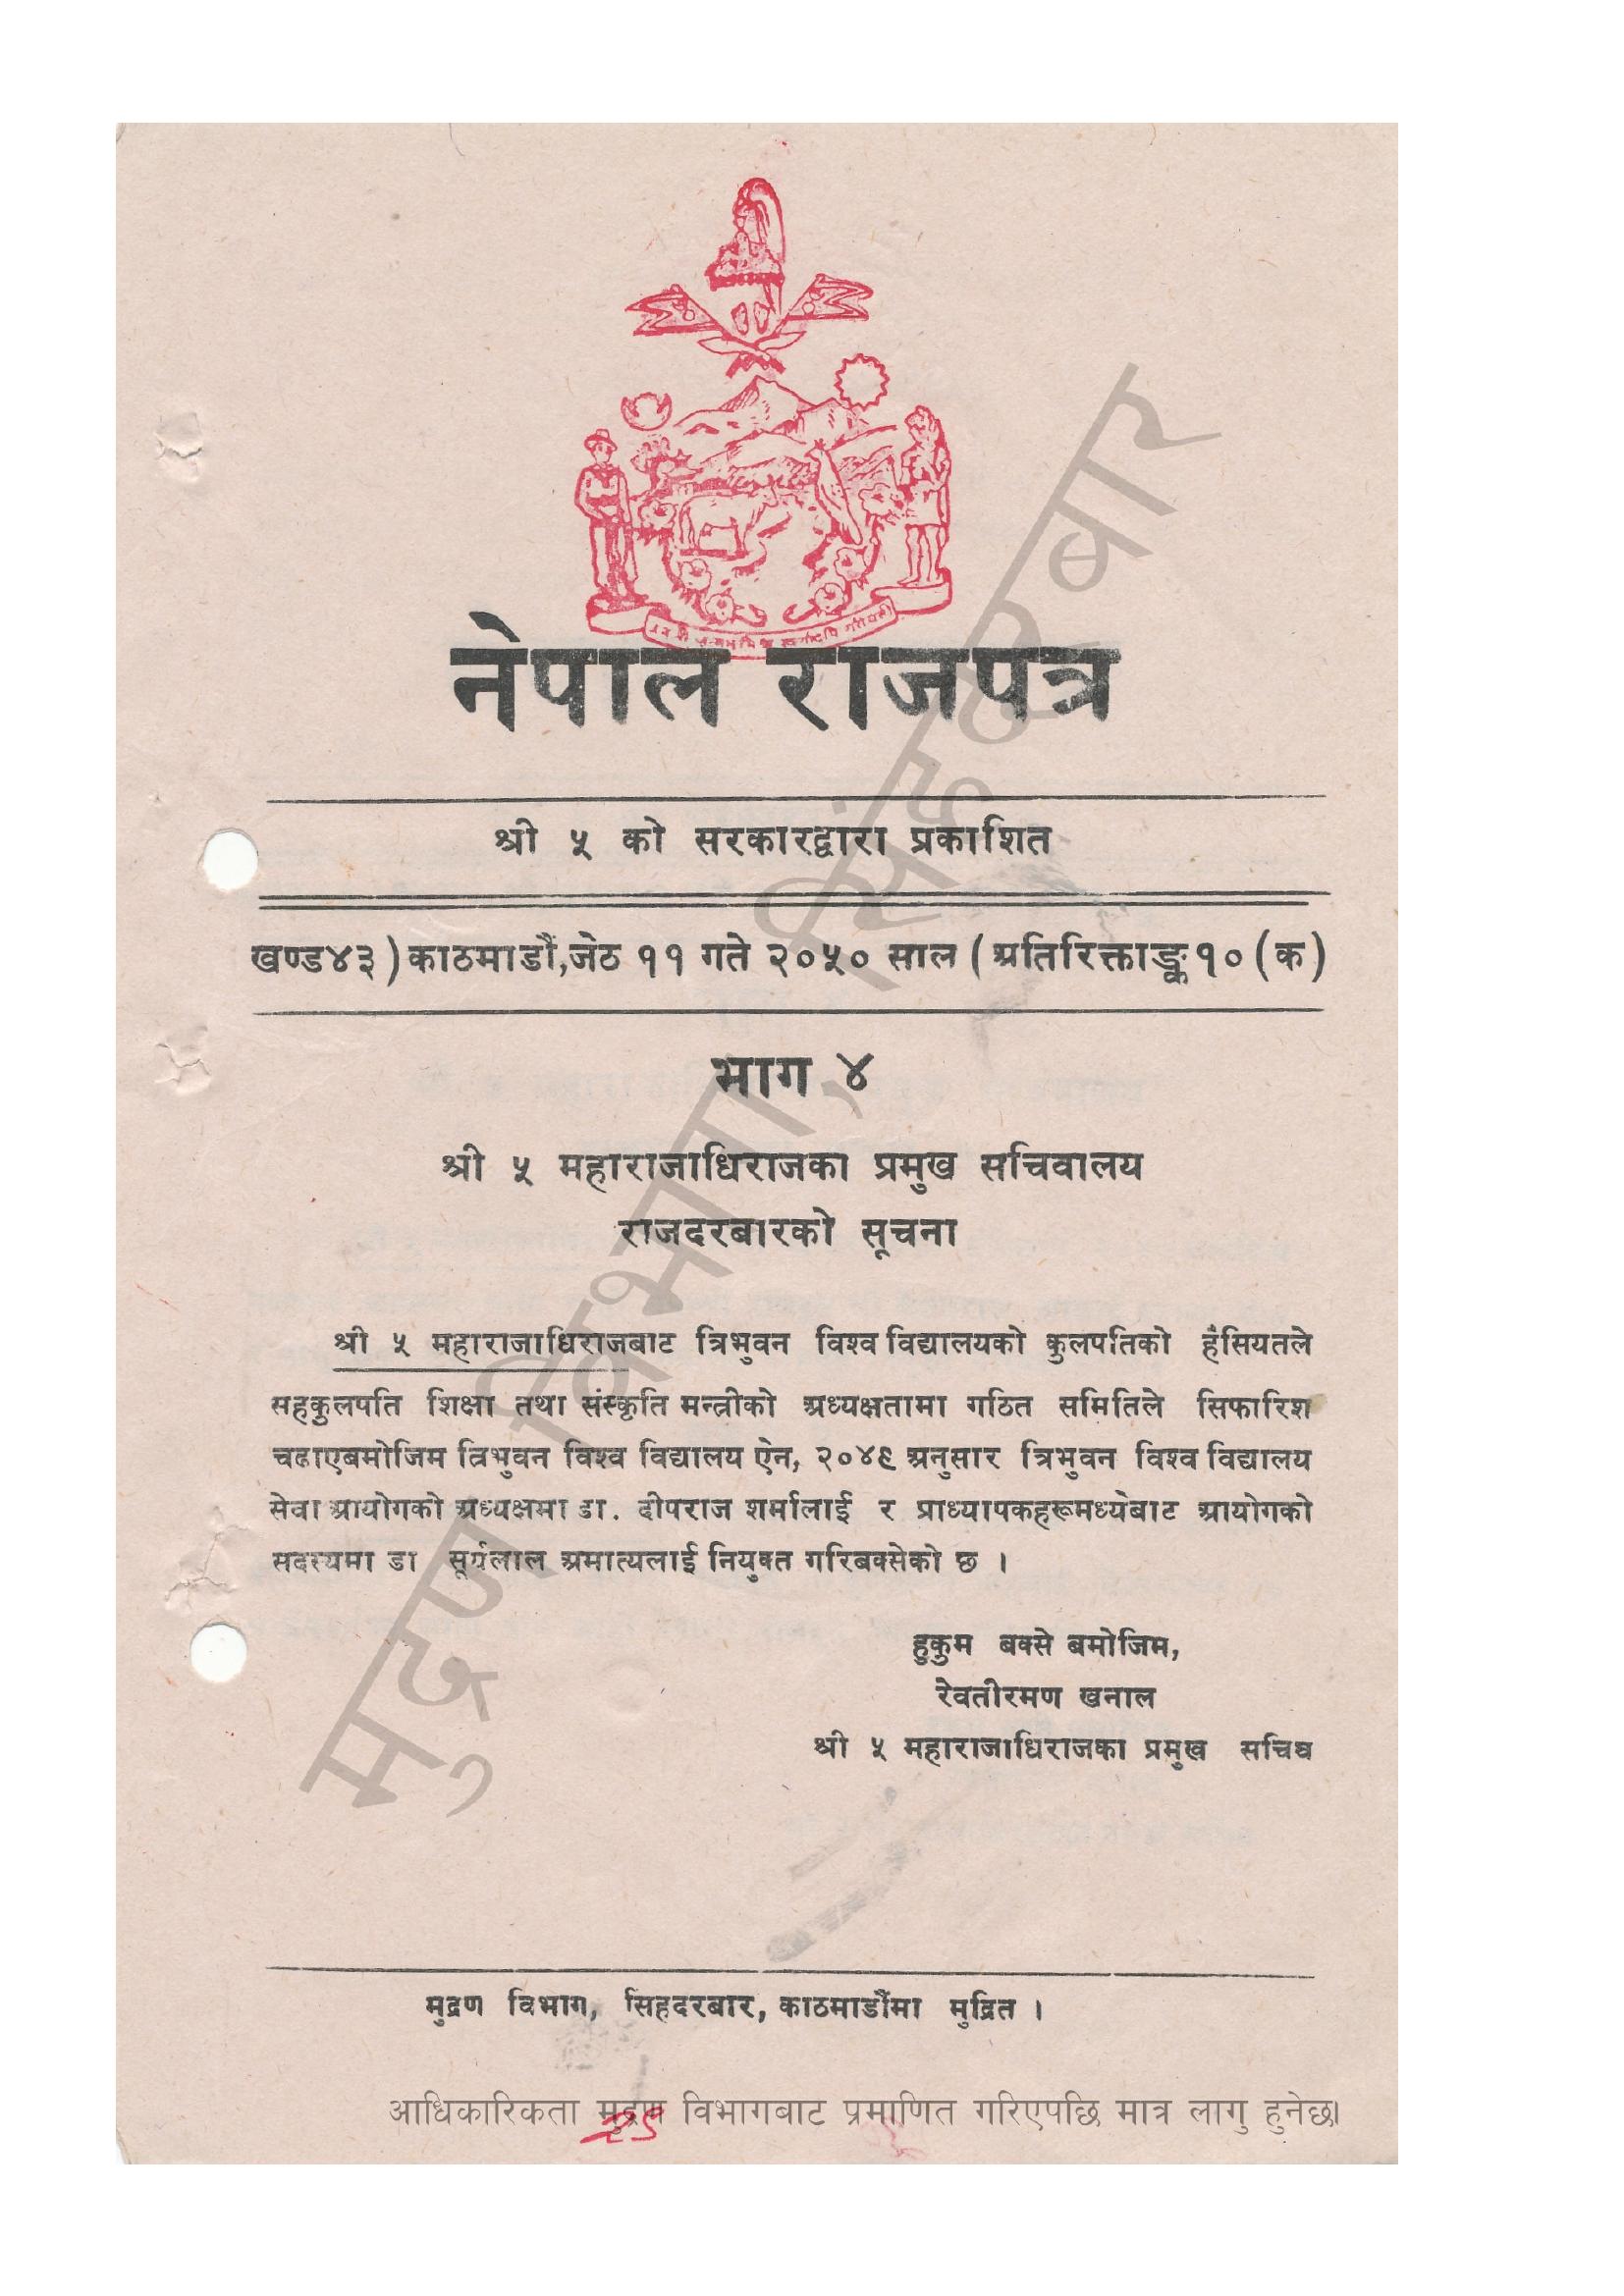 नेपाल राजपत्र
श्री ५ को सरकारद्वारा प्रकाशित
खण्ड४३) काठमाडौं,जेठ ११ गते २०५० साल (अतिरिक्ताङ्क१०(क)
भाग ४
श्री ५ महाराजाधिराजका प्रमुख सचिवालय
राजदरबारको सूचना
श्री ५ महाराजाधिराजबाट त्रिभुवन विश्व विद्यालयको कुलपतिको हैसियतले
सहकुलपति शिक्षा तथा संस्कृति मन्त्रीको अध्यक्षतामा गठित समितिले सिफारिश
चढाएबमोजिम त्रिभुवन विश्व विद्यालय ऐन, २०४९ अनुसार त्रिभुवन विश्व विद्यालय
सेवा आयोगको अध्यक्षमा डा. दीपराज शर्मालाई र प्राध्यापकहरूमध्येबाट आयोगको
सदस्यमा डा सूर्यलाल अमात्यलाई नियुक्त गरिबक्सेको छ ।
हुकुम बक्से बमोजिम,
रेवतीरमण खनाल
श्री ५ महाराजाधिराजका प्रमुख सचिव
मुद्रण विभाग, सिंहदरबार
मुद्रण विभाग, सिहदरबार, काठमाडौंमा मुद्रित ।
आधिकारिकता मुद्रण विभागबाट प्रमाणित गरिएपछि मात्र लागु हुनेछ।